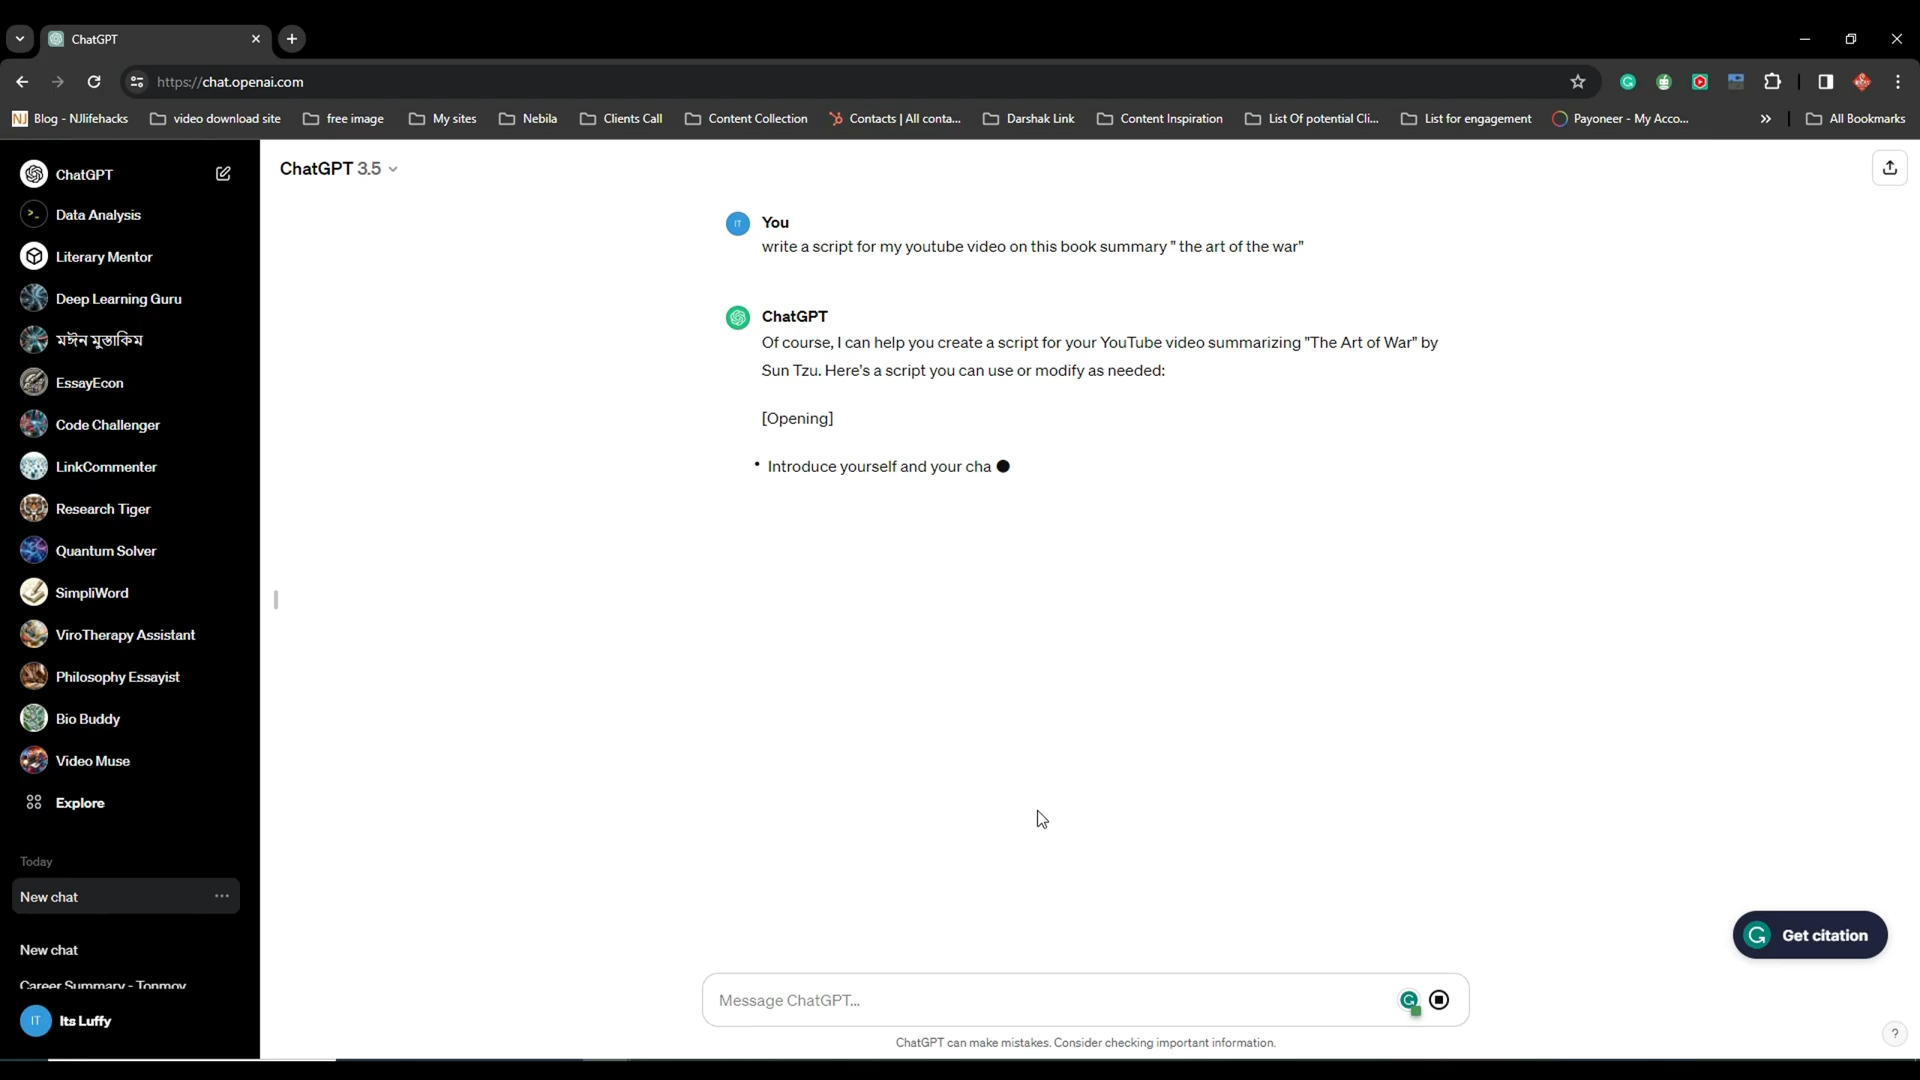 ChatGPT
https://chat.openai.com
NJ Blog - NJlifehacks
video download site
free image
My sites
Nebila
Clients Call
Content Collection
Contacts | All conta...
Darshak Link
Content Inspiration
List Of potential Cli...
List for engagement
Payoneer - My Acco...
All Bookmarks
ChatGPT
Data Analysis
Literary Mentor
Deep Learning Guru
মঈন মুস্তাকিম
EssayEcon
Code Challenger
LinkCommenter
Research Tiger
Quantum Solver
SimpliWord
ViroTherapy Assistant
Philosophy Essayist
Bio Buddy
Video Muse
Explore
Today
New chat
New chat
Career Summary - Tonmoy
IT Its Luffy
ChatGPT 3.5
IT You
write a script for my youtube video on this book summary " the art of the war"
ChatGPT
Of course, I can help you create a script for your YouTube video summarizing "The Art of War" by
Sun Tzu. Here's a script you can use or modify as needed:
[Opening]
• Introduce yourself and your cha
Get citation
Message ChatGPT...
ChatGPT can make mistakes. Consider checking important information.
?